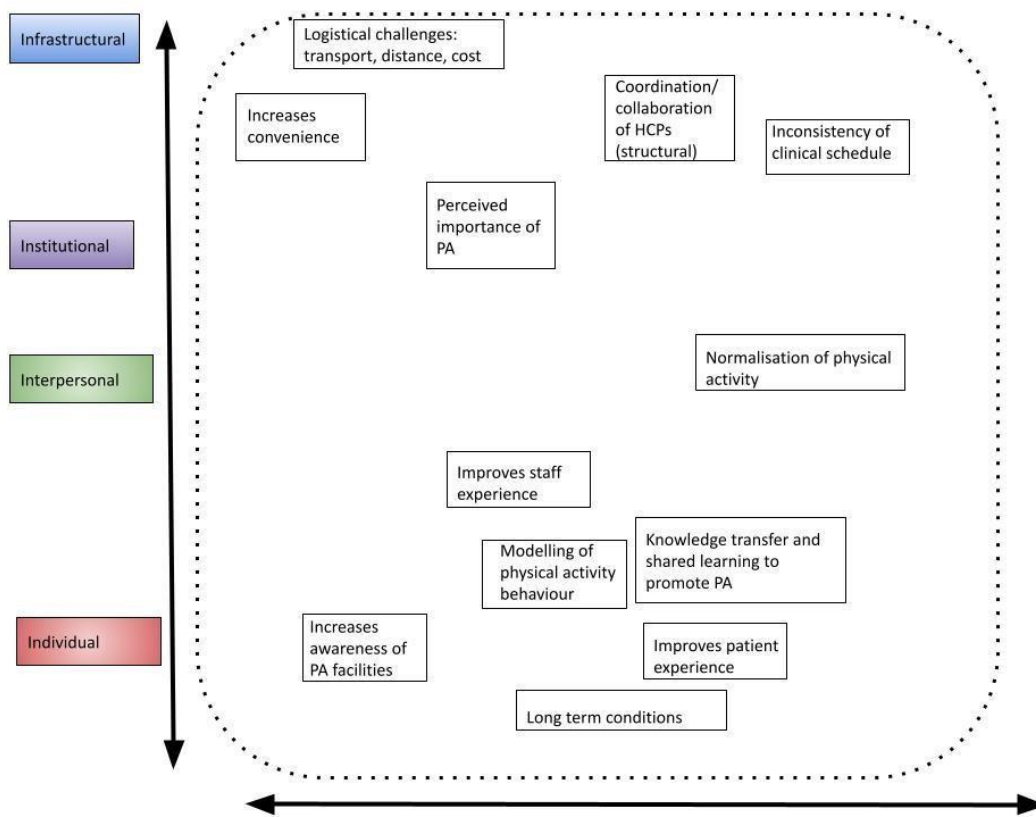 Infrastructural
Logistical challenges:
transport, distance, cost
Increases
convenience
Coordination/
collaboration
of HCPs
(structural)
Inconsistency of
clinical schedule
Institutional
Perceived
importance of
PA
Interpersonal
Normalisation of physical
activity
Improves staff
experience
Modelling of
physical activity
behaviour
Knowledge transfer and
shared learning to
promote PA
Individual
Increases
awareness of
PA facilities
Improves patient
experience
Long term conditions